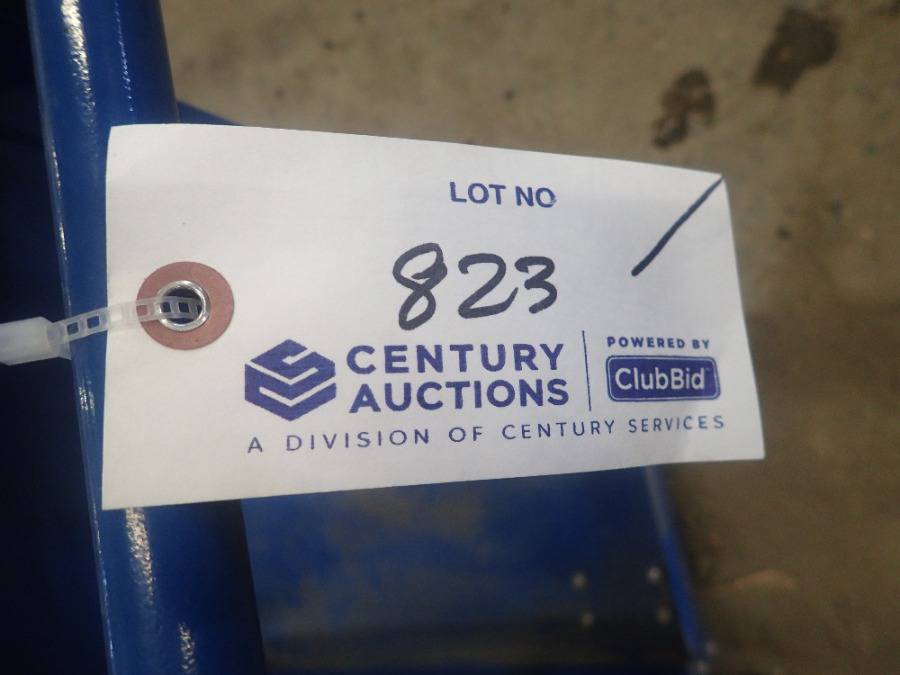 LOT NO
823
CENTURY
AUCTIONS
POWERED BY
ClubBid
A DIVISION OF CENTURY SERVICES